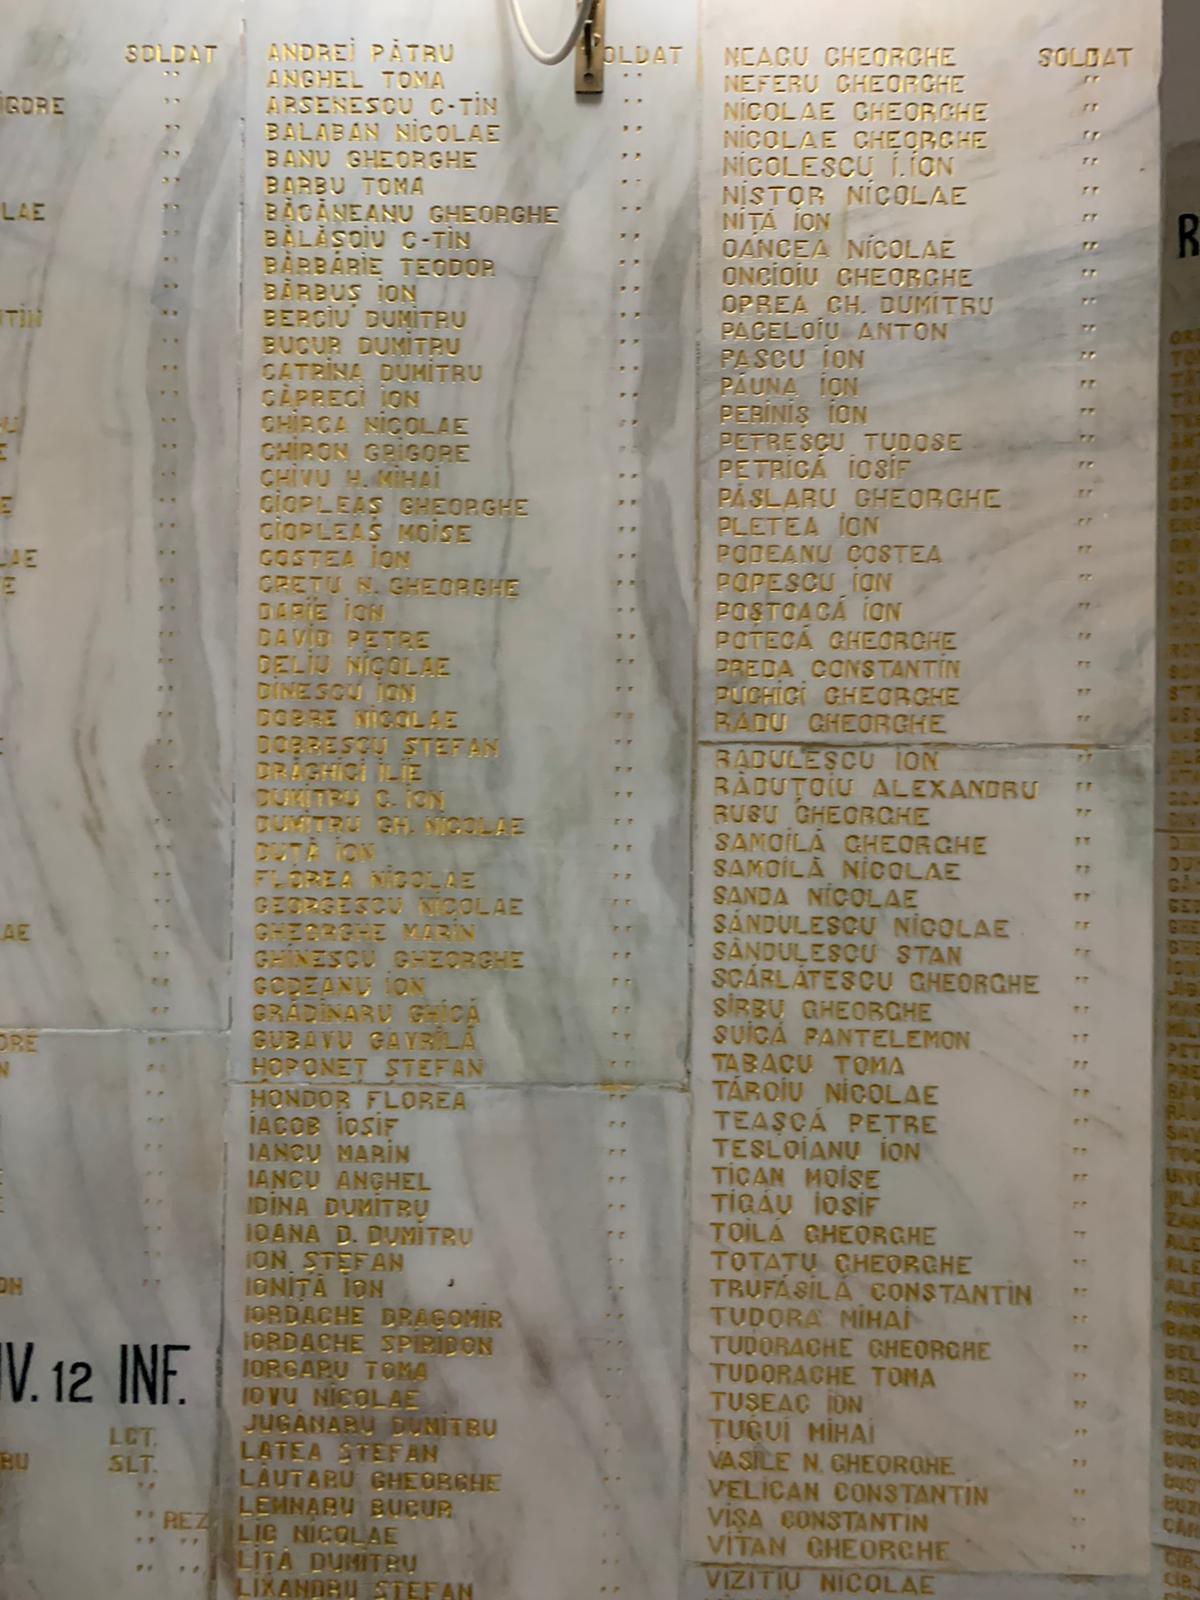 SOLDAT
IGORE
LAE
TÌN
LAE
LAE
IV. 12 INF.
LCT.
SLT.
REZ
ANDREI PĂTRU SOLDAT
ANGHEL TOMA "
ARSENESCU C-TIN "
BALABAN NICOLAE "
BANU GHEORGHE "
BARBU TOMA "
BĂCĂNEANU GHEORGHE "
BĂLĂȘOIU C-TIN "
BĂRBĂRIE TEODOR "
BĂRBUȘ ION "
BERCIU DUMITRU "
BUCUR DUMITRU "
CATRINA DUMITRU "
CĂPRECI ION "
CHIRCA NICOLAE "
CHIRON GRIGORE "
CHIVU H. MIHAI "
CIOPLEAȘ GHEORGHE "
CIOPLEAȘ MOISE "
COSTEA ION "
CREȚU N. GHEORGHE "
DARIE ION "
DAVID PETRE "
DELIU NICOLAE "
DINESCU ION "
DOBRE NICOLAE "
DOBRESCU ȘTEFAN "
DRĂGHICI ILIE "
DUMITRU C. ION "
DUMITRU GH. NICOLAE "
DUȚĂ ION "
FLOREA NICOLAE "
GEORGESCU NICOLAE "
GHEORGHE MARIN "
GHINESCU GHEORGHE "
GODEANU ION "
GRĂDINARU GHICĂ "
GUBAVU GAVRILĂ "
HOPONEȚ ȘTEFAN "
HONDOR FLOREA "
IACOB IOSIF "
IANCU MARIN "
IANCU ANGHEL "
IDINA DUMITRU "
IOANA D. DUMITRU "
ION ȘTEFAN "
IONIȚĂ ION "
IORDACHE DRAGOMIR "
IORDACHE SPIRIDON "
IORGARU TOMA "
IOVU NICOLAE "
JUGĂNARU DUMITRU "
LATEA ȘTEFAN "
LĂUTARU GHEORGHE "
LEMNARU BUCUR "
LIC NICOLAE "
LIȚĂ DUMITRU "
LIXANDRU ȘTEFAN "
NEAGU GHEORGHE SOLDAT
NEFERU GHEORGHE "
NICOLAE GHEORGHE "
NICOLAE GHEORGHE "
NICOLESCU I. ION "
NISTOR NICOLAE "
NIȚĂ ION "
OANCEA NICOLAE "
ONCIOIU GHEORGHE "
OPREA GH. DUMITRU "
PACELOIU ANTON "
PASCU ION "
PĂUNA ION "
PERINIȘ ION "
PETRESCU TUDOSE "
PETRICĂ IOSIF "
PÂSLARU GHEORGHE "
PLETEA ION "
PODEANU COSTEA "
POPESCU ION "
POȘTOACĂ ION "
POTECĂ GHEORGHE "
PREDA CONSTANTIN "
PUCHICI GHEORGHE "
RADU GHEORGHE "
RĂDULESCU ION "
RĂDUȚOIU ALEXANDRU "
RUSU GHEORGHE "
SAMOILĂ GHEORGHE "
SAMOILĂ NICOLAE "
SANDA NICOLAE "
SĂNDULESCU NICOLAE "
SĂNDULESCU STAN "
SCĂRLĂTESCU GHEORGHE "
SÎRBU GHEORGHE "
SUICĂ PANTELEMON "
TABACU TOMA "
TĂROIU NICOLAE "
TEAȘCĂ PETRE "
TESLOIANU ION "
TICAN MOISE "
TIGĂU IOSIF "
TOILĂ GHEORGHE "
TOTATU GHEORGHE "
TRUFĂȘILĂ CONSTANTIN "
TUDORA MIHAI "
TUDORACHE GHEORGHE "
TUDORACHE TOMA "
TUȘEAC ION "
ȚUGUI MIHAI "
VASILE N. GHEORGHE "
VELICAN CONSTANTIN "
VIȘA CONSTANTIN "
VITAN GHEORGHE "
VIZITIU NICOLAE "